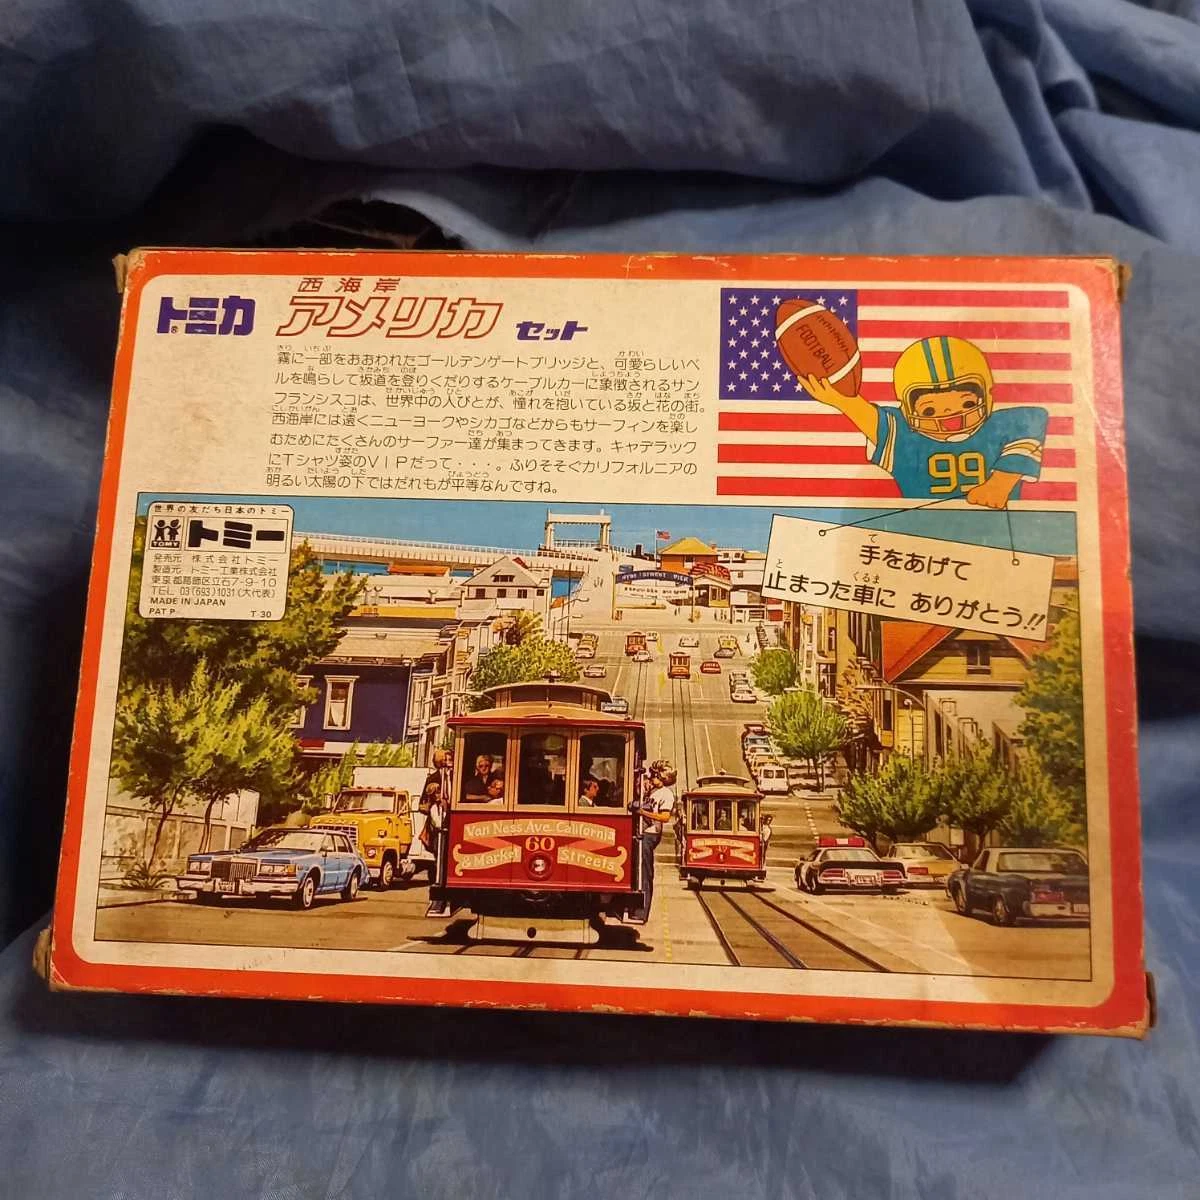 西海岸
トミカ® アメリカ セット
霧に一部をおおわれたゴールデンゲートブリッジと、可愛らしいベ
ルを鳴らして坂道を登りくだりするケーブルカーに象徴されるサン
フランシスコは、世界中の人びとが、憧れを抱いている坂と花の街。
西海岸には遠くニューヨークやシカゴなどからもサーフィンを楽し
むためにたくさんのサーファー達が集まってきます。キャデラック
にTシャツ姿のVIPだって・・・。ふりそそぐカリフォルニアの
明るい太陽の下ではだれもが平等なんですね。
FOOTBALL
99
世界の友だち日本のトミー
TOMY トミー
発売元 株式会社トミー
製造元 トミー工業株式会社
東京都葛飾区立石7-9-10
TEL 03(693)1031(大代表)
MADE IN JAPAN
PAT P
T-30
手をあげて
止まった車に ありがとう!!
HYDE STREET PIER
Van Ness Ave. California
60
& Market Streets